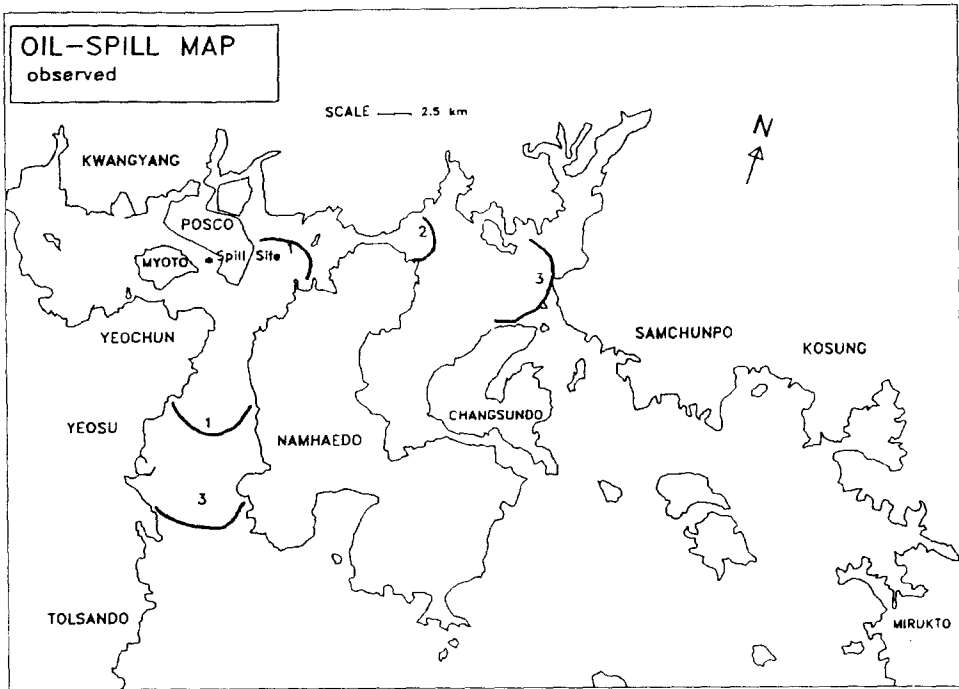 OIL-SPILL MAP
observed
SCALE 2.5 km
N
KWANGYANG
POSCO
2
MYOTO
Spill Site
1
3
YEOCHUN
SAMCHUNPO
KOSUNG
YEOSU
1
NAMHAEDO
CHANGSUNDO
3
TOLSANDO
MIRUKTO